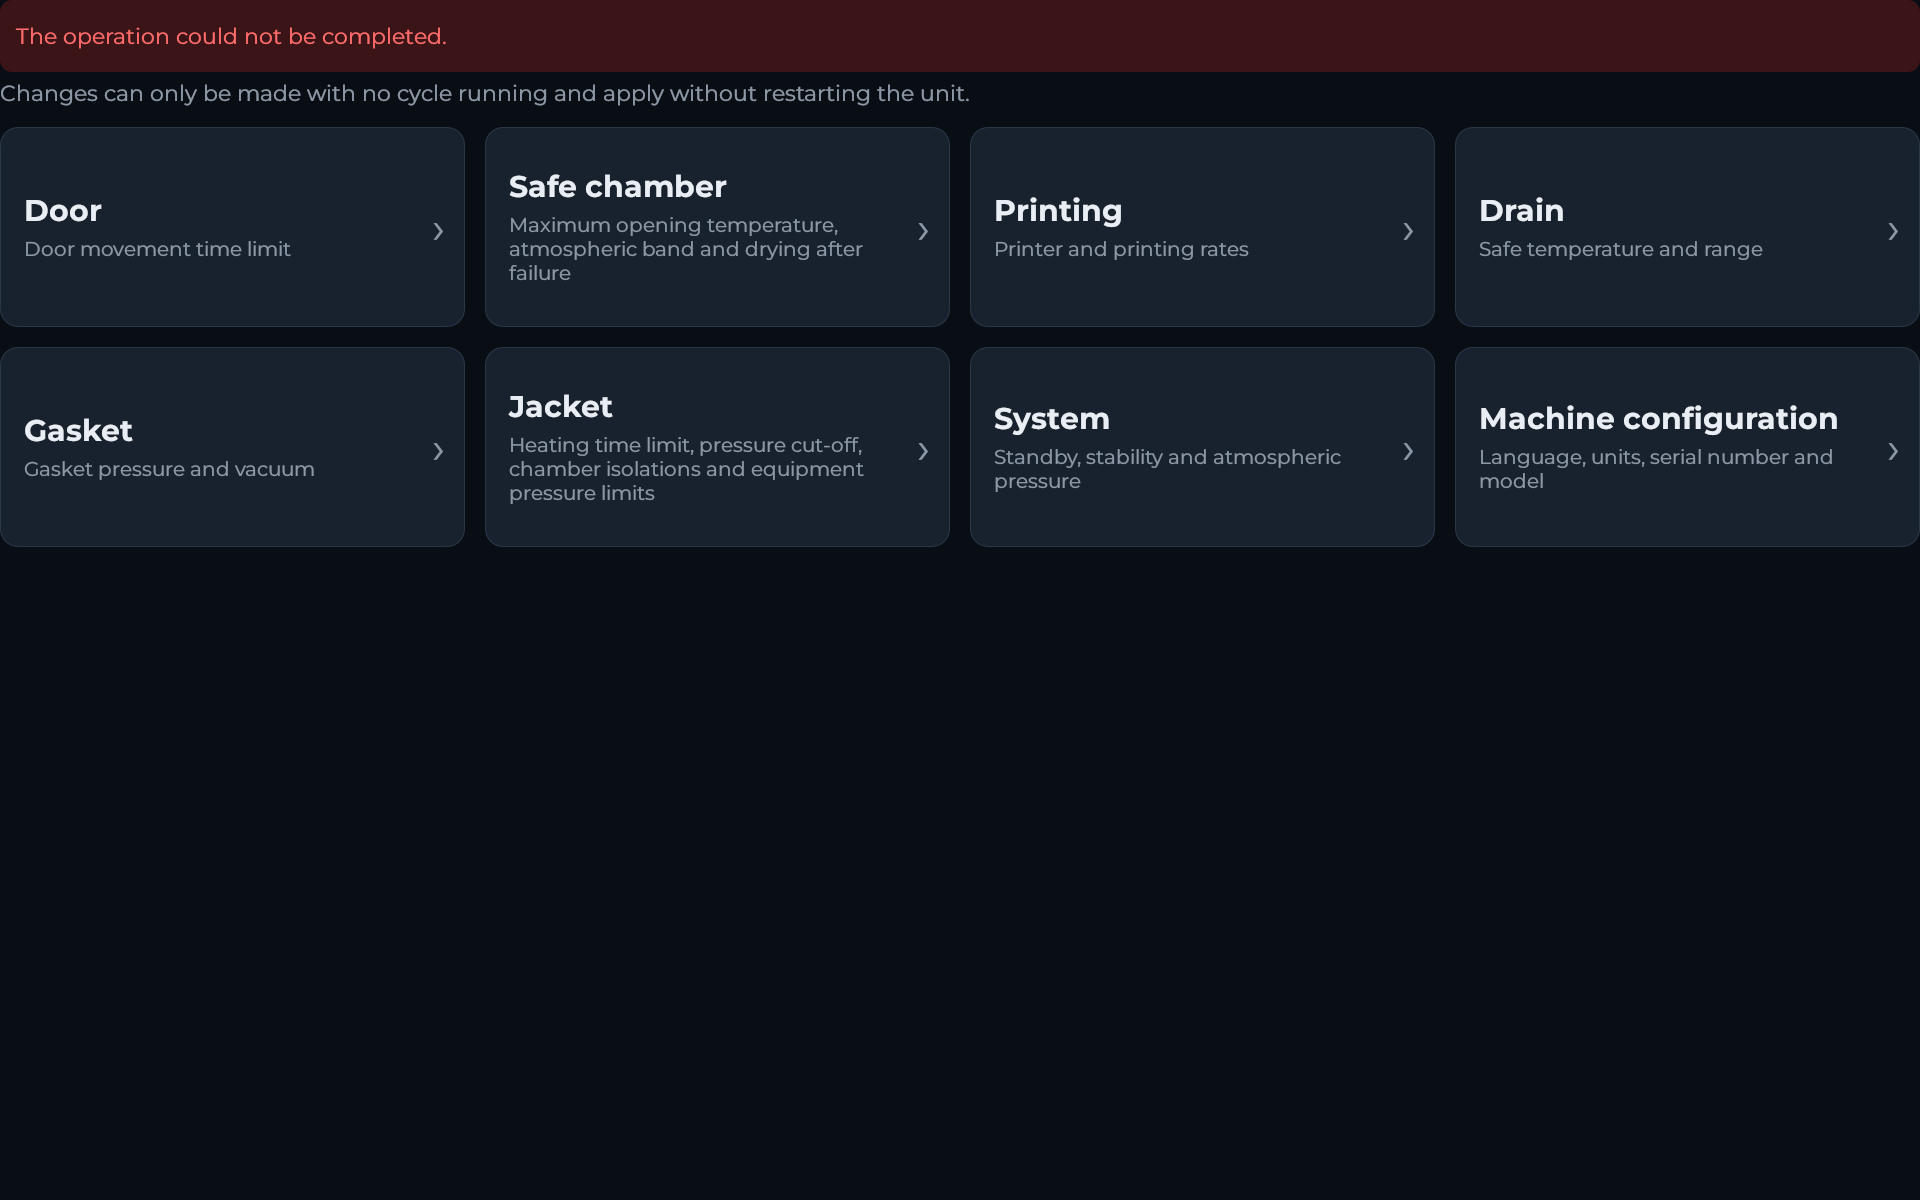 The operation could not be completed.
Changes can only be made with no cycle running and apply without restarting the unit.
Door
Door movement time limit
Safe chamber
Maximum opening temperature,
atmospheric band and drying after
failure
Printing
Printer and printing rates
Drain
Safe temperature and range
Gasket
Gasket pressure and vacuum
Jacket
Heating time limit, pressure cut-off,
chamber isolations and equipment
pressure limits
System
Standby, stability and atmospheric
pressure
Machine configuration
Language, units, serial number and
model